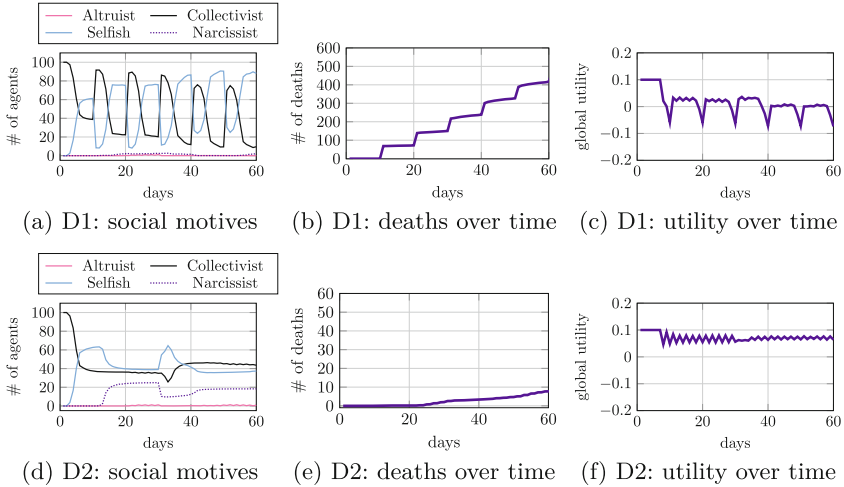 Altruist Collectivist
Selfish Narcissist
100
80
60
40
20
0
0 20 40 60
days
# of agents
(a) D1: social motives
600
500
400
300
200
100
0
0 20 40 60
days
# of deaths
(b) D1: deaths over time
0.2
0.1
0
−0.1
−0.2
0 20 40 60
days
global utility
(c) D1: utility over time
Altruist Collectivist
Selfish Narcissist
100
80
60
40
20
0
0 20 40 60
days
# of agents
(d) D2: social motives
60
50
40
30
20
10
0
0 20 40 60
days
# of deaths
(e) D2: deaths over time
0.2
0.1
0
−0.1
−0.2
0 20 40 60
days
global utility
(f) D2: utility over time